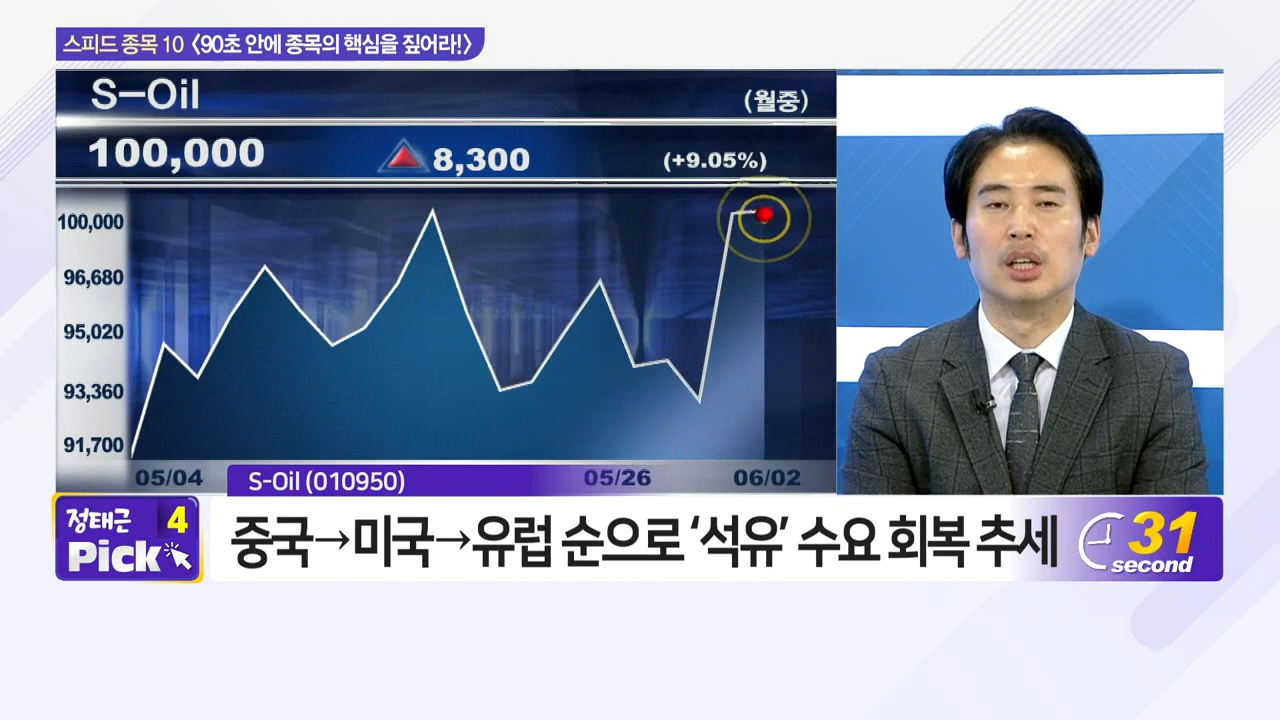 스피드 종목 10 <90초 안에 종목의 핵심을 짚어라!>
S-Oil
(월중)
100,000 8,300 (+9.05%)
100,000
96,680
95,020
93,360
91,700
05/04 05/26 06/02
S-Oil (010950)
정태근 4
Pick
중국→미국→유럽 순으로 ‘석유’ 수요 회복 추세
31
second